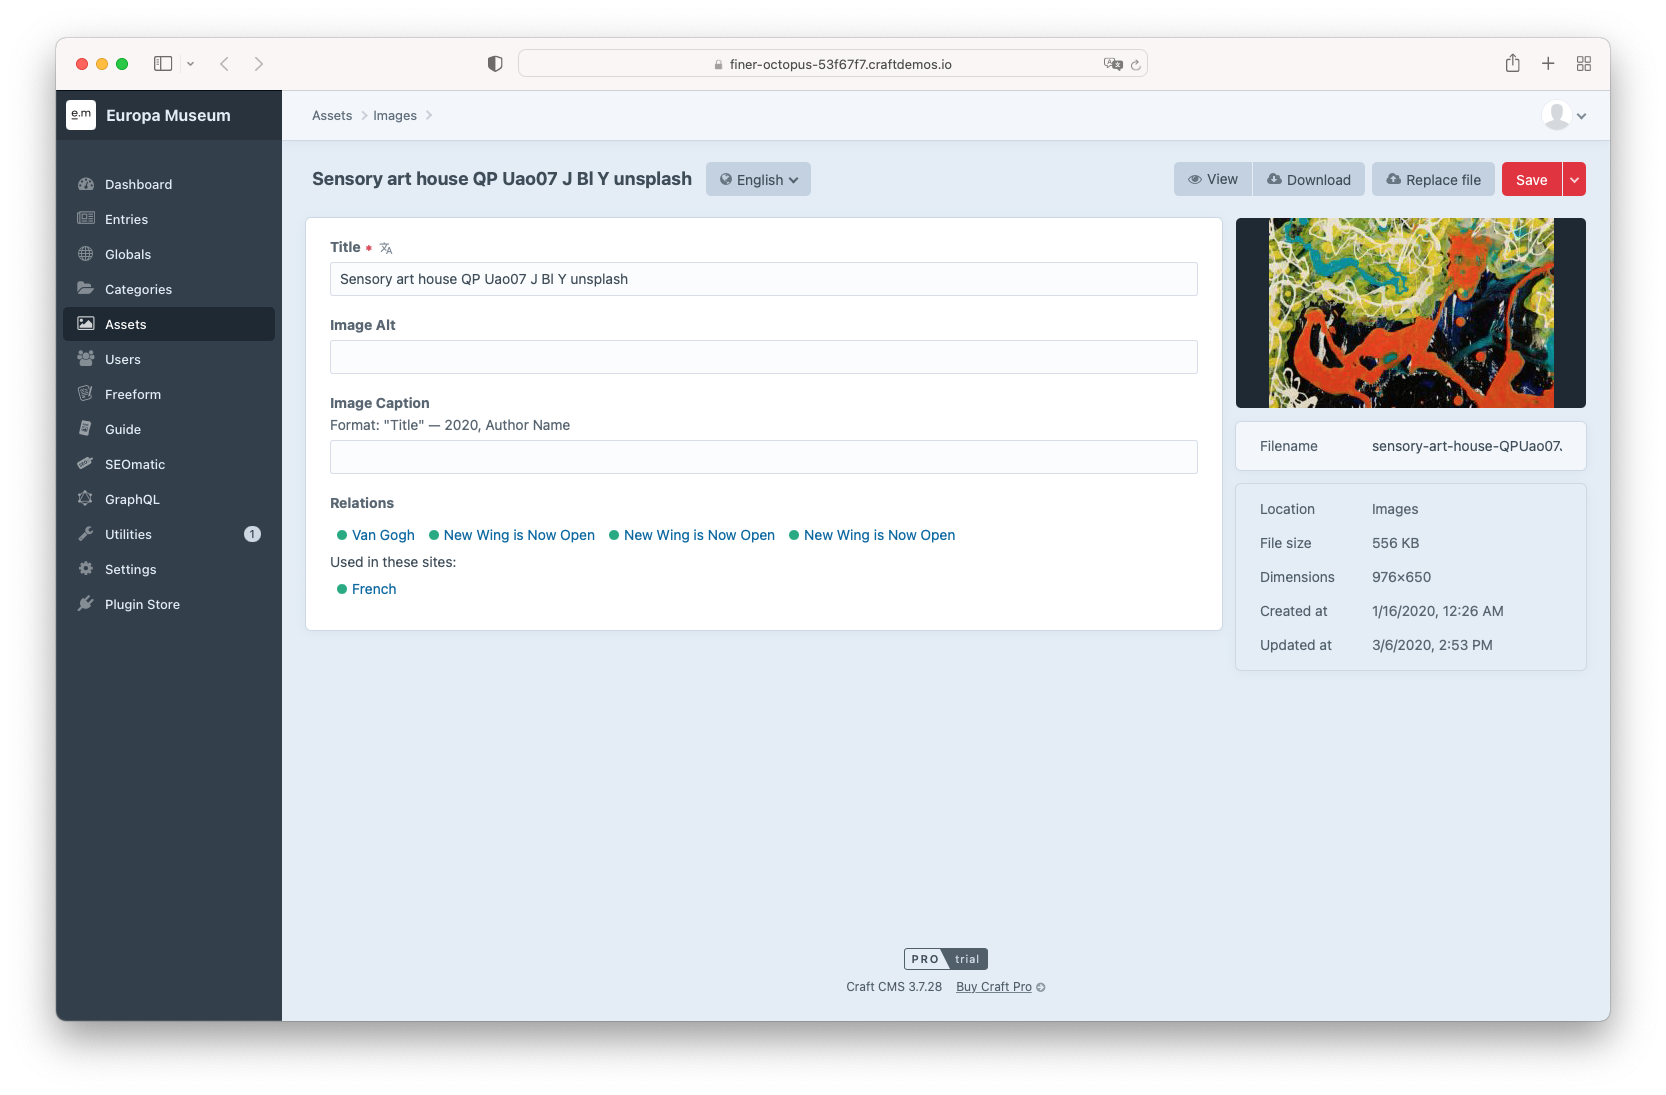 finer-octopus-53f67f7.craftdemos.io
e.m Europa Museum
Assets Images
Dashboard
Entries
Globals
Categories
Assets
Users
Freeform
Guide
SEOmatic
GraphQL
Utilities 1
Settings
Plugin Store
Sensory art house QP Uao07 J Bl Y unsplash English View Download Replace file Save
Title *
Sensory art house QP Uao07 J Bl Y unsplash
Image Alt
Image Caption
Format: "Title" — 2020, Author Name
Relations
Van Gogh New Wing is Now Open New Wing is Now Open New Wing is Now Open
Used in these sites:
French
Filename sensory-art-house-QPUao07.
Location Images
File size 556 KB
Dimensions 976×650
Created at 1/16/2020, 12:26 AM
Updated at 3/6/2020, 2:53 PM
PRO trial
Craft CMS 3.7.28 Buy Craft Pro